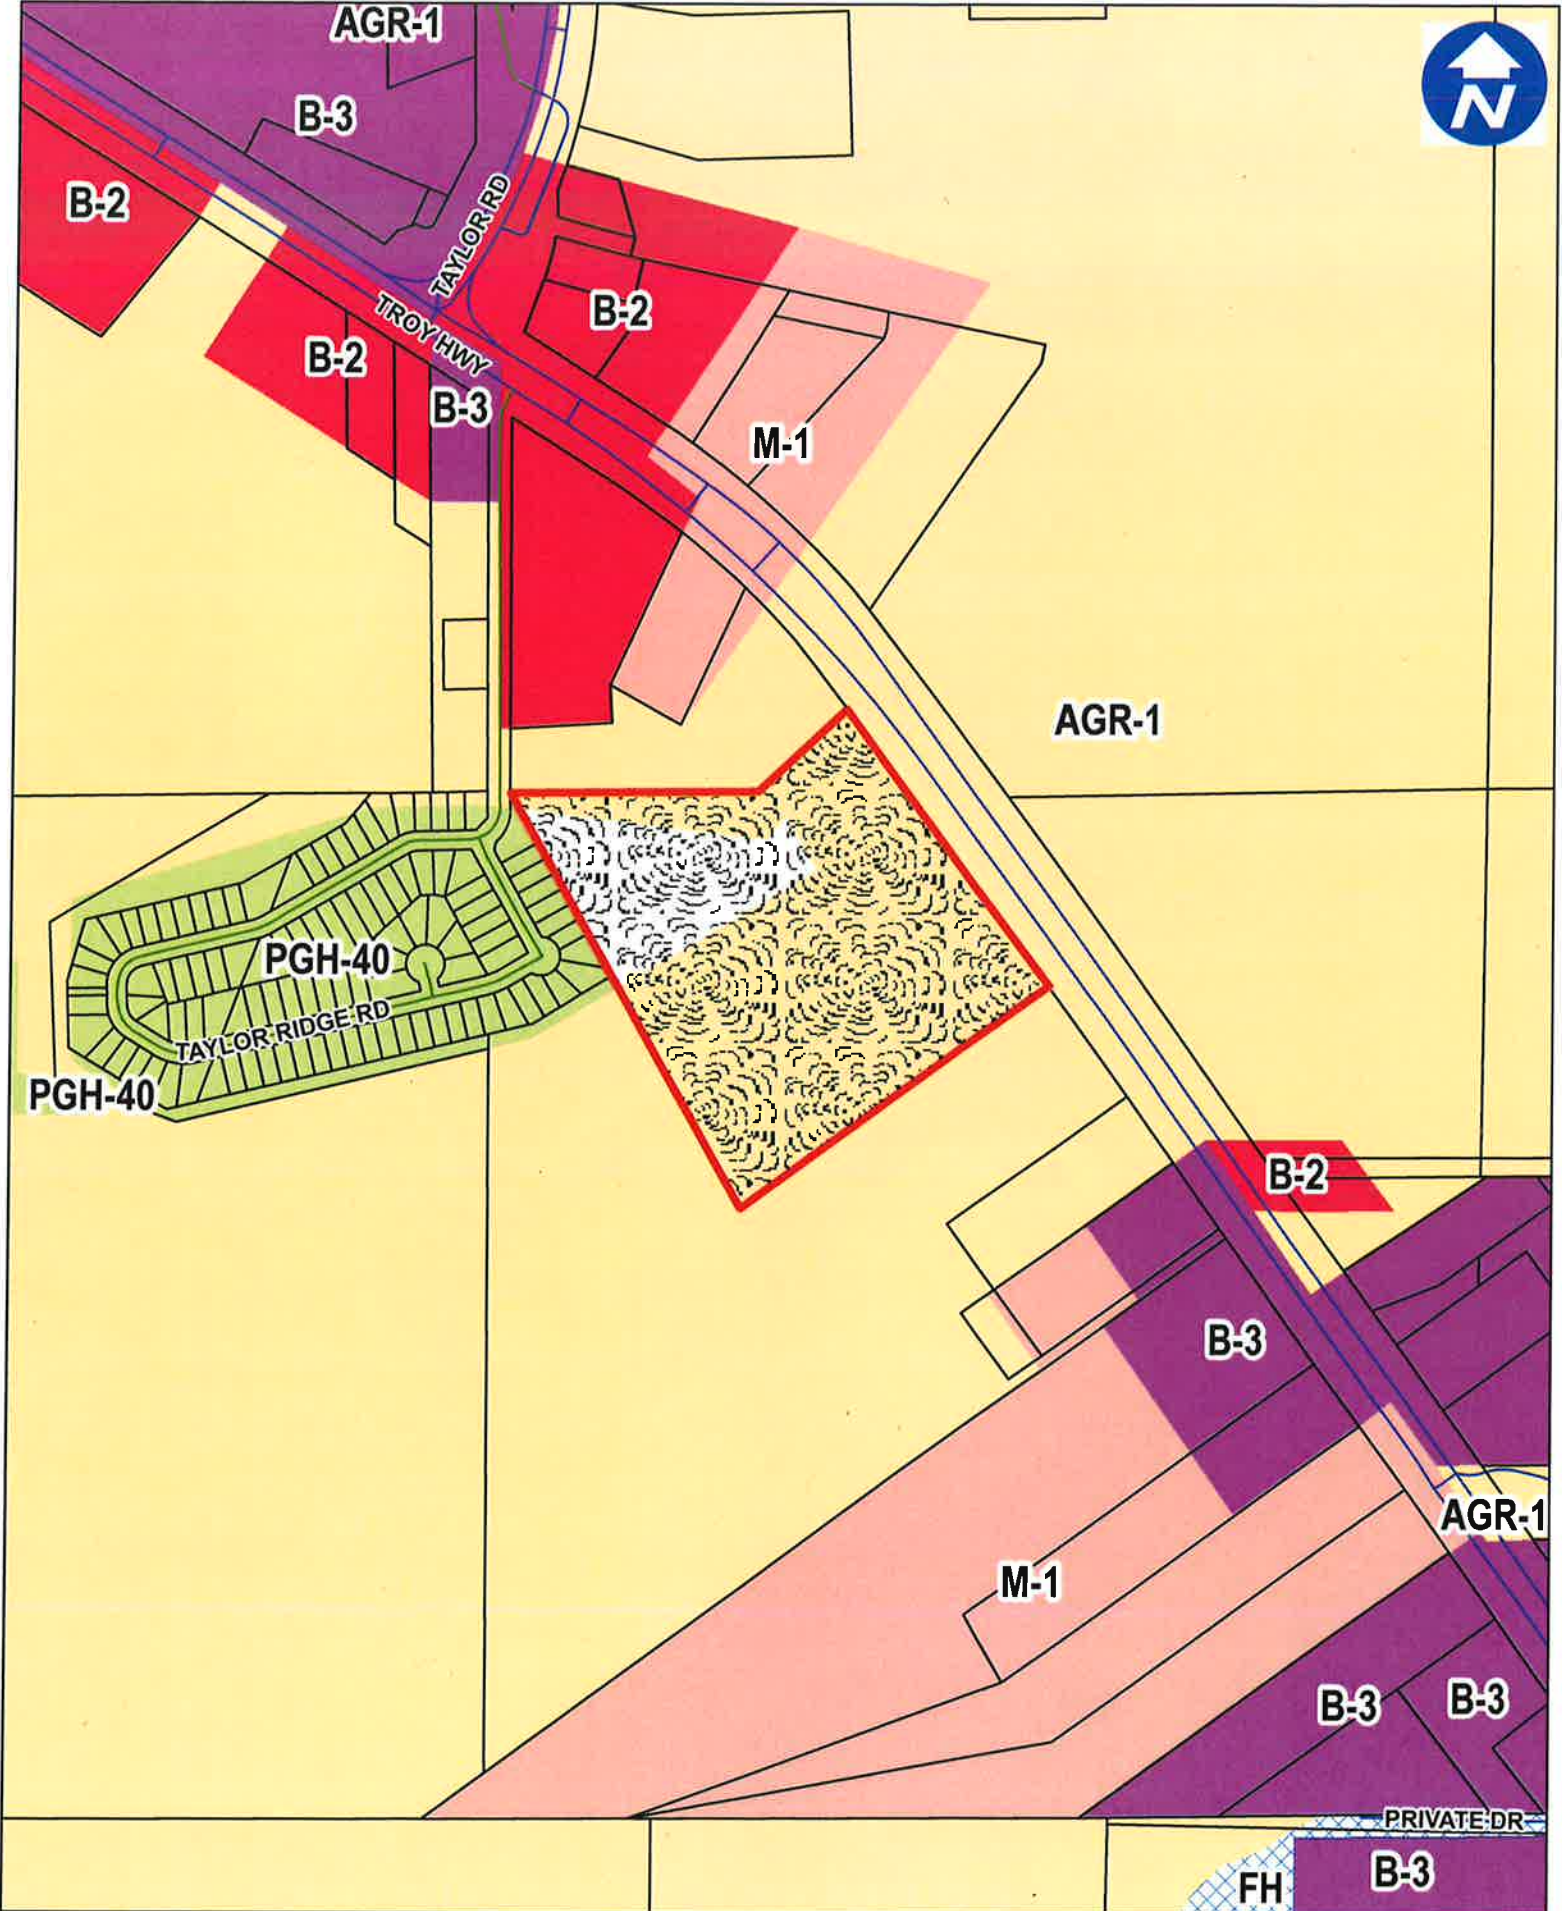 AGR-1
N
B-3
B-2
TAYLOR RD
B-2
TROY HWY
B-2
B-3
M-1
AGR-1
PGH-40
TAYLOR RIDGE RD
PGH-40
B-2
B-3
AGR-1
M-1
B-3
B-3
PRIVATE DR
B-3
FH